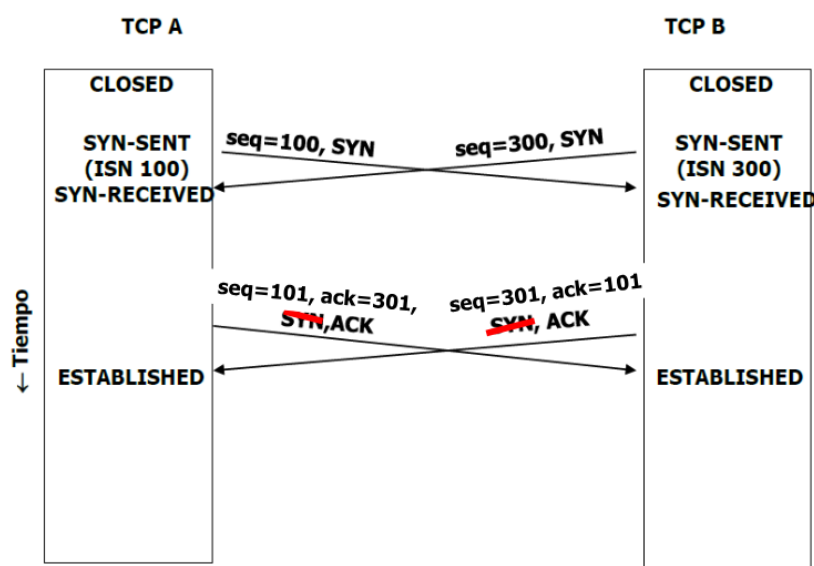 TCP A
TCP B
CLOSED
CLOSED
SYN-SENT
(ISN 100)
SYN-RECEIVED
seq=100, SYN
seq=300, SYN
SYN-SENT
(ISN 300)
SYN-RECEIVED
seq=101, ack=301,
SYN,ACK
seq=301, ack=101
SYN, ACK
← Tiempo
ESTABLISHED
ESTABLISHED